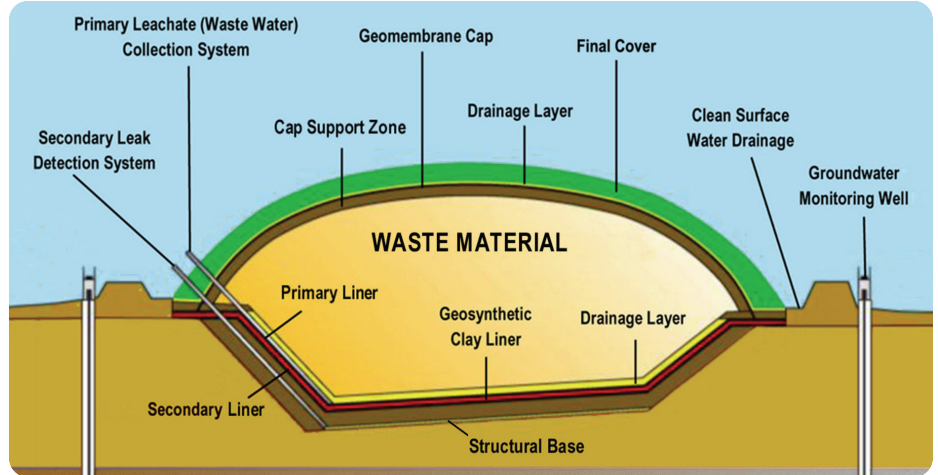 Primary Leachate (Waste Water)
Collection System
Geomembrane Cap
Final Cover
Secondary Leak
Detection System
Cap Support Zone
Drainage Layer
Clean Surface
Water Drainage
Groundwater
Monitoring Well
WASTE MATERIAL
Primary Liner
Geosynthetic
Clay Liner
Drainage Layer
Secondary Liner
Structural Base